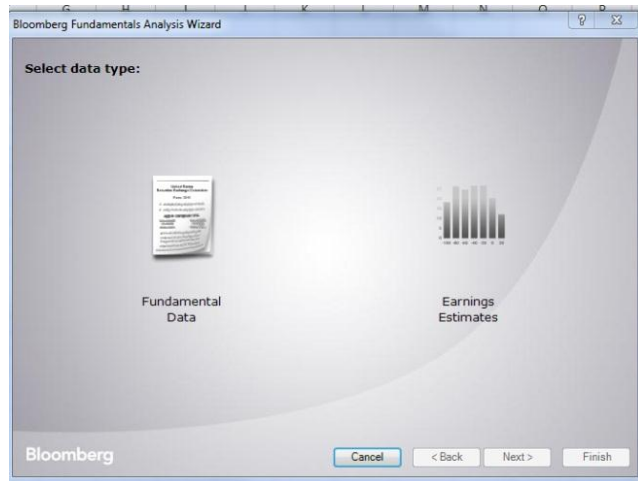 G H I J K L M N O P
Bloomberg Fundamentals Analysis Wizard
Select data type:
Fundamental
Data
Earnings
Estimates
Bloomberg
Cancel
< Back
Next >
Finish